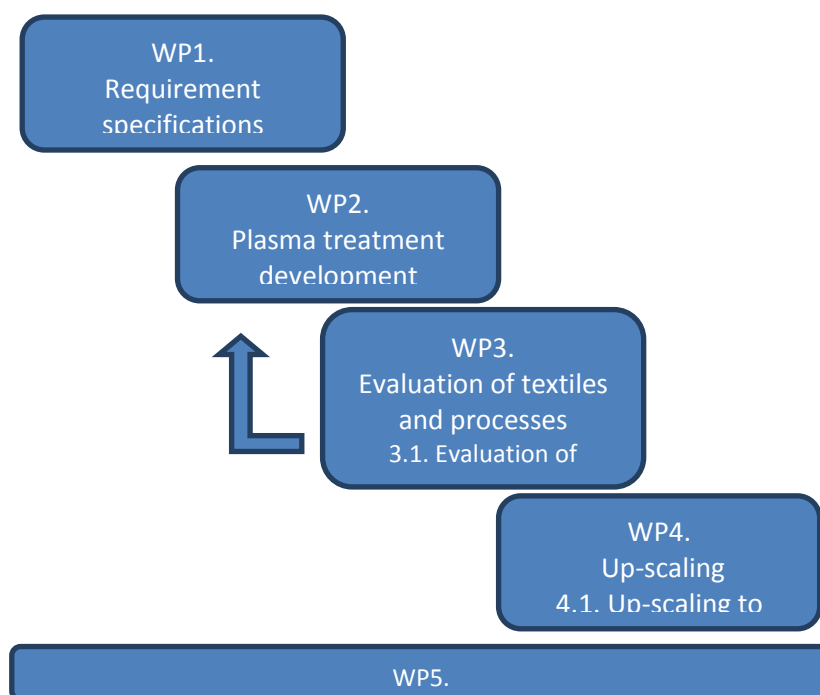 WP1.
Requirement
specifications
WP2.
Plasma treatment
development
WP3.
Evaluation of textiles
and processes
3.1. Evaluation of
WP4.
Up-scaling
4.1. Up-scaling to
WP5.